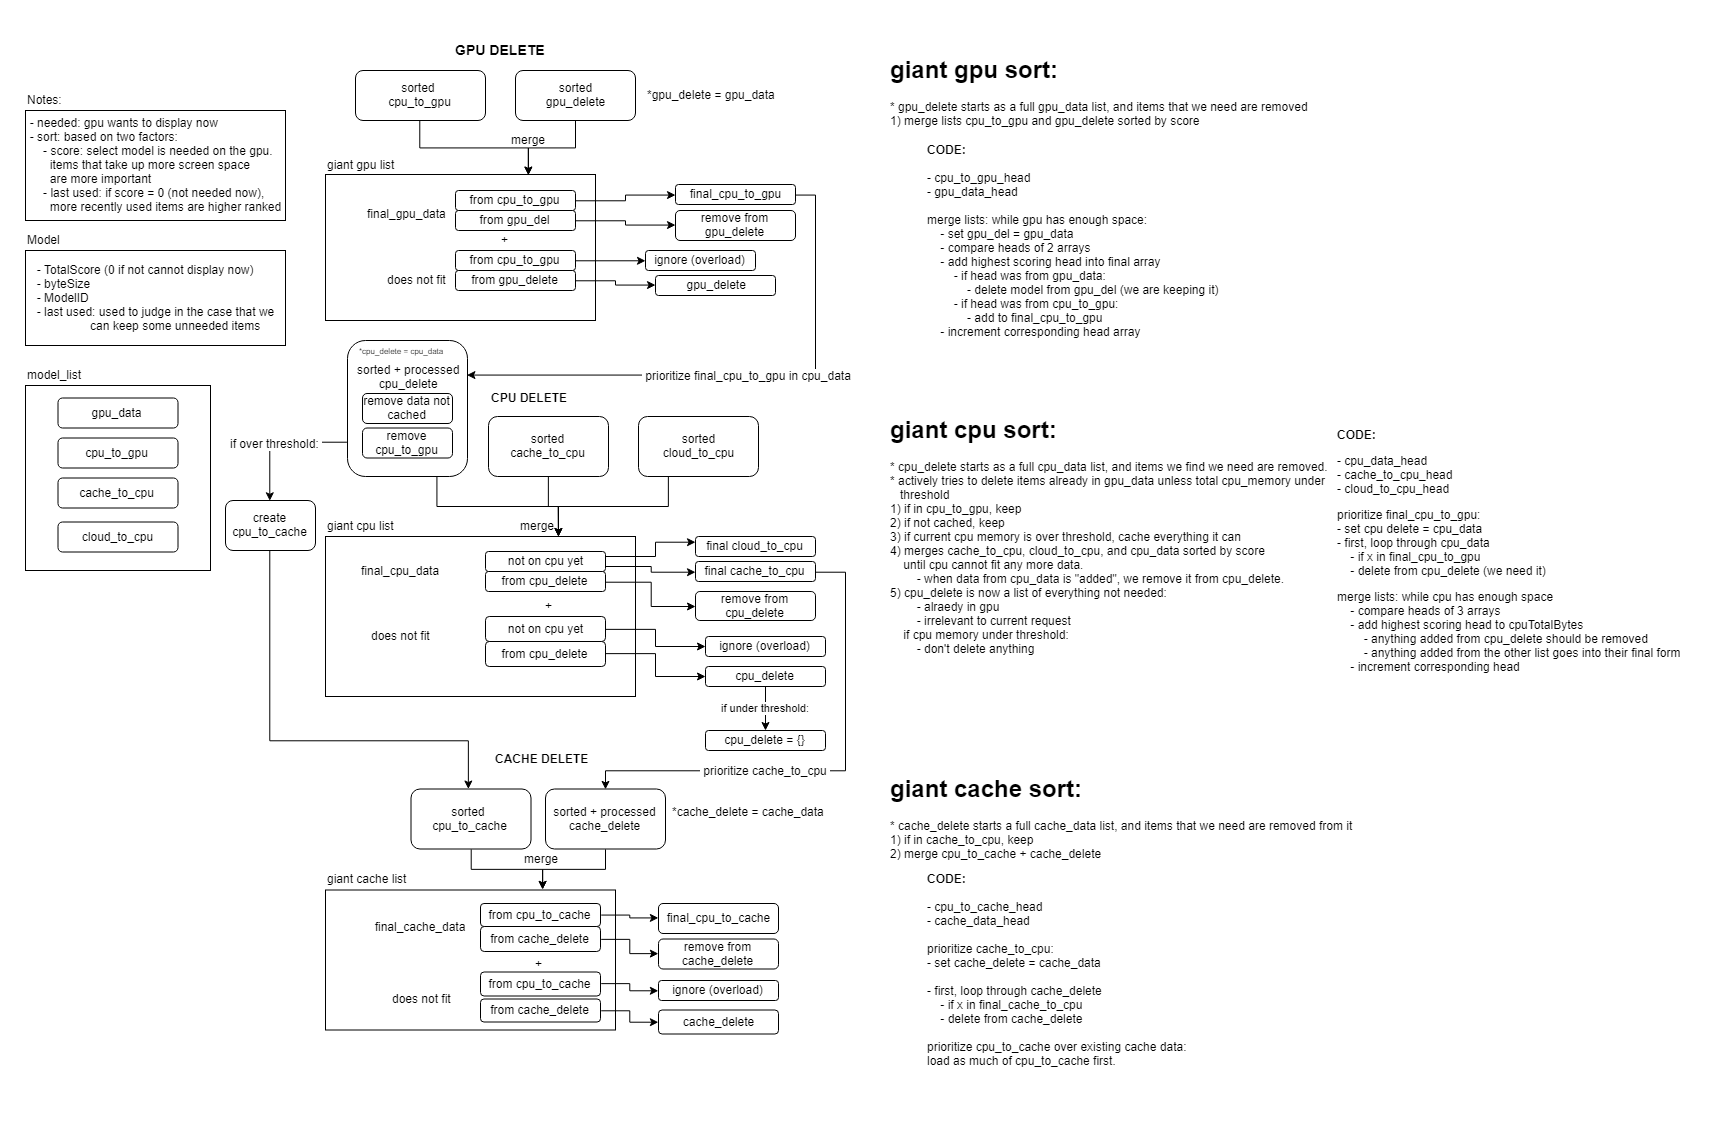 GPU DELETE
sorted
cpu_to_gpu
sorted
gpu_delete
*gpu_delete = gpu_data
merge
Notes:
- needed: gpu wants to display now
- sort: based on two factors:
- score: select model is needed on the gpu.
items that take up more screen space
are more important
- last used: if score = 0 (not needed now),
more recently used items are higher ranked
giant gpu list
final_gpu_data
from cpu_to_gpu
from gpu_del
+
does not fit
from cpu_to_gpu
from gpu_delete
final_cpu_to_gpu
remove from
gpu_delete
ignore (overload)
gpu_delete
Model
- TotalScore (0 if not cannot display now)
- byteSize
- ModelID
- last used: used to judge in the case that we
can keep some unneeded items
model_list
gpu_data
cpu_to_gpu
cache_to_cpu
cloud_to_cpu
*cpu_delete = cpu_data
sorted + processed
cpu_delete
remove data not
cached
remove
cpu_to_gpu
prioritize final_cpu_to_gpu in cpu_data
CPU DELETE
sorted
cache_to_cpu
sorted
cloud_to_cpu
if over threshold:
create
cpu_to_cache
merge
giant cpu list
final_cpu_data
not on cpu yet
from cpu_delete
+
does not fit
not on cpu yet
from cpu_delete
final cloud_to_cpu
final cache_to_cpu
remove from
cpu_delete
ignore (overload)
cpu_delete
if under threshold:
cpu_delete = {}
CACHE DELETE
prioritize cache_to_cpu
sorted
cpu_to_cache
sorted + processed
cache_delete
*cache_delete = cache_data
merge
giant cache list
final_cache_data
from cpu_to_cache
from cache_delete
+
does not fit
from cpu_to_cache
from cache_delete
final_cpu_to_cache
remove from
cache_delete
ignore (overload)
cache_delete
giant gpu sort:
* gpu_delete starts as a full gpu_data list, and items that we need are removed
1) merge lists cpu_to_gpu and gpu_delete sorted by score
CODE:
- cpu_to_gpu_head
- gpu_data_head
merge lists: while gpu has enough space:
- set gpu_del = gpu_data
- compare heads of 2 arrays
- add highest scoring head into final array
- if head was from gpu_data:
- delete model from gpu_del (we are keeping it)
- if head was from cpu_to_gpu:
- add to final_cpu_to_gpu
- increment corresponding head array
giant cpu sort:
* cpu_delete starts as a full cpu_data list, and items we find we need are removed.
* actively tries to delete items already in gpu_data unless total cpu_memory under
threshold
1) if in cpu_to_gpu, keep
2) if not cached, keep
3) if current cpu memory is over threshold, cache everything it can
4) merges cache_to_cpu, cloud_to_cpu, and cpu_data sorted by score
until cpu cannot fit any more data.
- when data from cpu_data is "added", we remove it from cpu_delete.
5) cpu_delete is now a list of everything not needed:
- alraedy in gpu
- irrelevant to current request
if cpu memory under threshold:
- don't delete anything
CODE:
- cpu_data_head
- cache_to_cpu_head
- cloud_to_cpu_head
prioritize final_cpu_to_gpu:
- set cpu delete = cpu_data
- first, loop through cpu_data
- if x in final_cpu_to_gpu
- delete from cpu_delete (we need it)
merge lists: while cpu has enough space
- compare heads of 3 arrays
- add highest scoring head to cpuTotalBytes
- anything added from cpu_delete should be removed
- anything added from the other list goes into their final form
- increment corresponding head
giant cache sort:
* cache_delete starts a full cache_data list, and items that we need are removed from it
1) if in cache_to_cpu, keep
2) merge cpu_to_cache + cache_delete
CODE:
- cpu_to_cache_head
- cache_data_head
prioritize cache_to_cpu:
- set cache_delete = cache_data
- first, loop through cache_delete
- if x in final_cache_to_cpu
- delete from cache_delete
prioritize cpu_to_cache over existing cache data:
load as much of cpu_to_cache first.